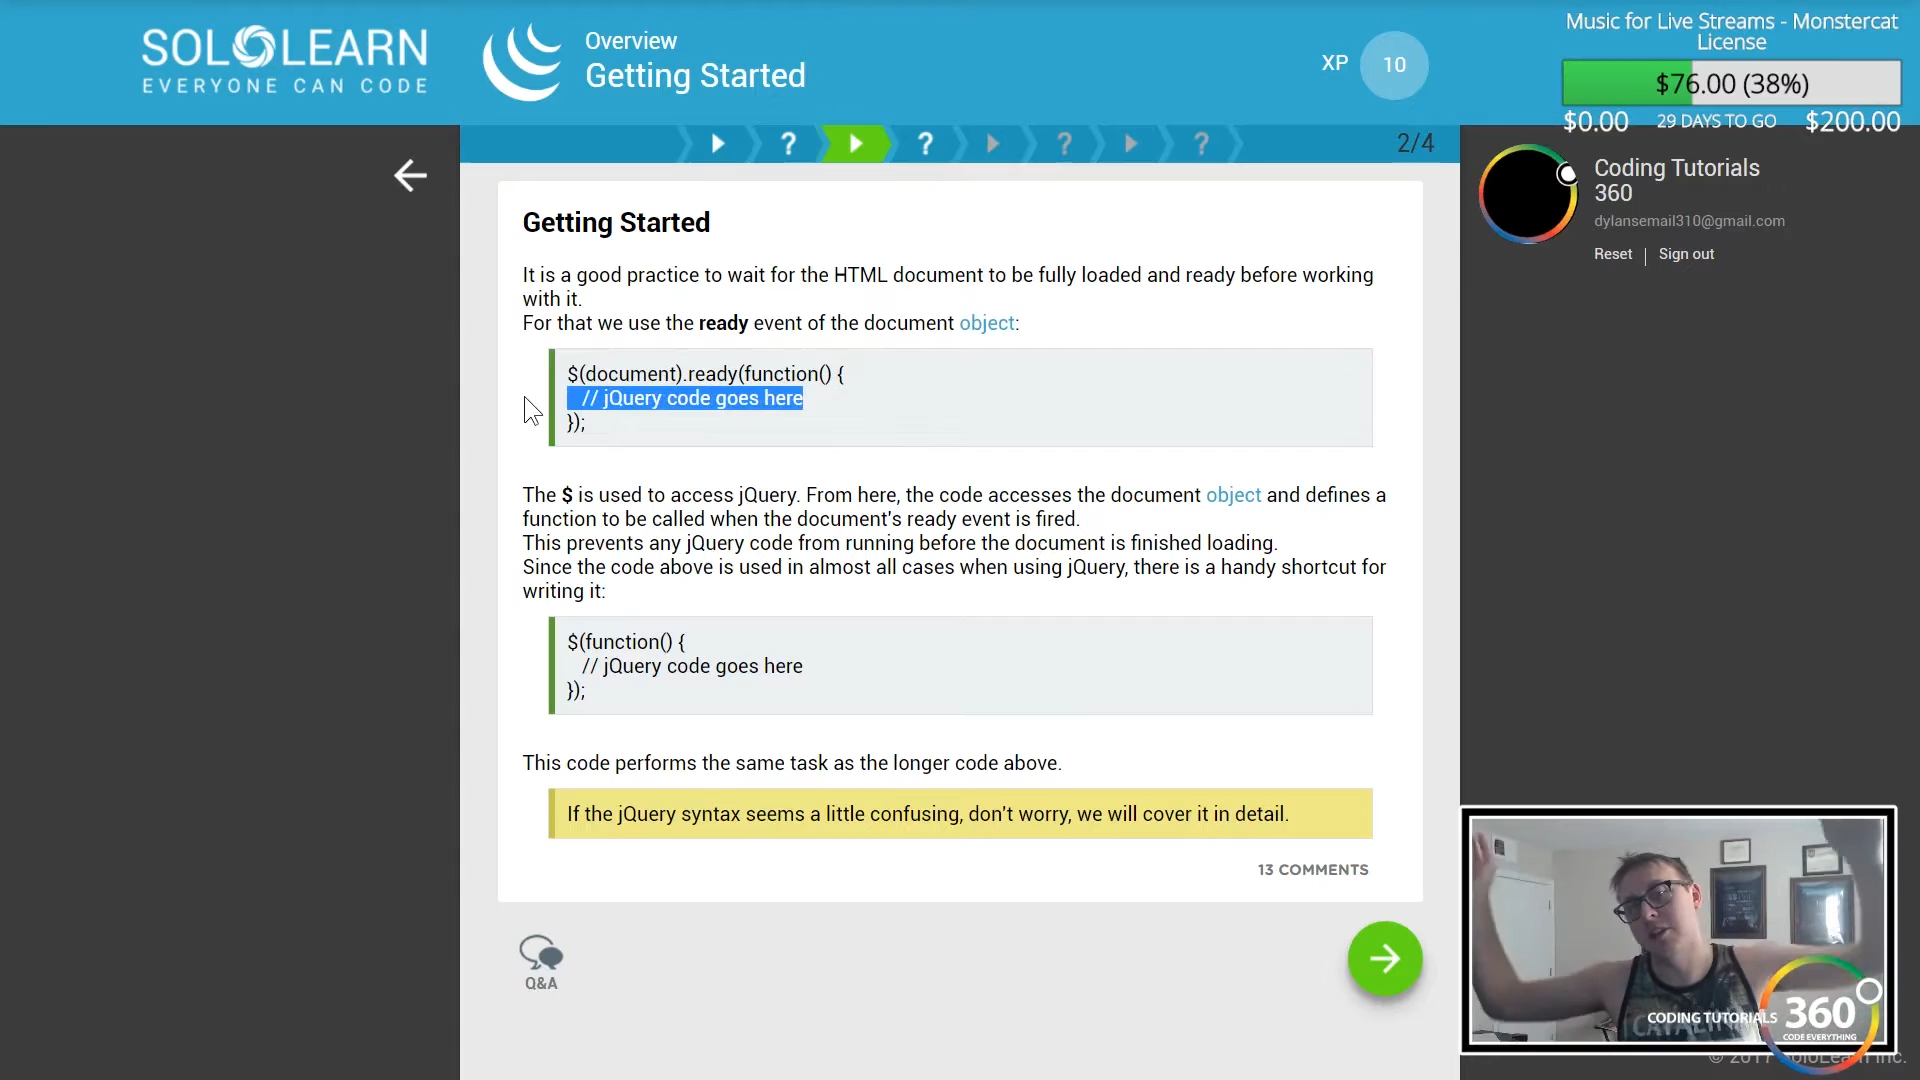 SOLOLEARN
EVERYONE CAN CODE
Overview
Getting Started
XP
10
Music for Live Streams - Monstercat
License
$76.00 (38%)
$0.00
29 DAYS TO GO
$200.00
?
?
?
?
2/4
Coding Tutorials
360
dylansemail310@gmail.com
Reset
Sign out
Getting Started
It is a good practice to wait for the HTML document to be fully loaded and ready before working
with it.
For that we use the ready event of the document object:
$(document).ready(function() {
// jQuery code goes here
});
The $ is used to access jQuery. From here, the code accesses the document object and defines a
function to be called when the document's ready event is fired.
This prevents any jQuery code from running before the document is finished loading.
Since the code above is used in almost all cases when using jQuery, there is a handy shortcut for
writing it:
$(function() {
// jQuery code goes here
});
This code performs the same task as the longer code above.
If the jQuery syntax seems a little confusing, don't worry, we will cover it in detail.
13 COMMENTS
Q&A
CODING TUTORIALS 360
CODE EVERYTHING
© 2017 SoloLearn Inc.